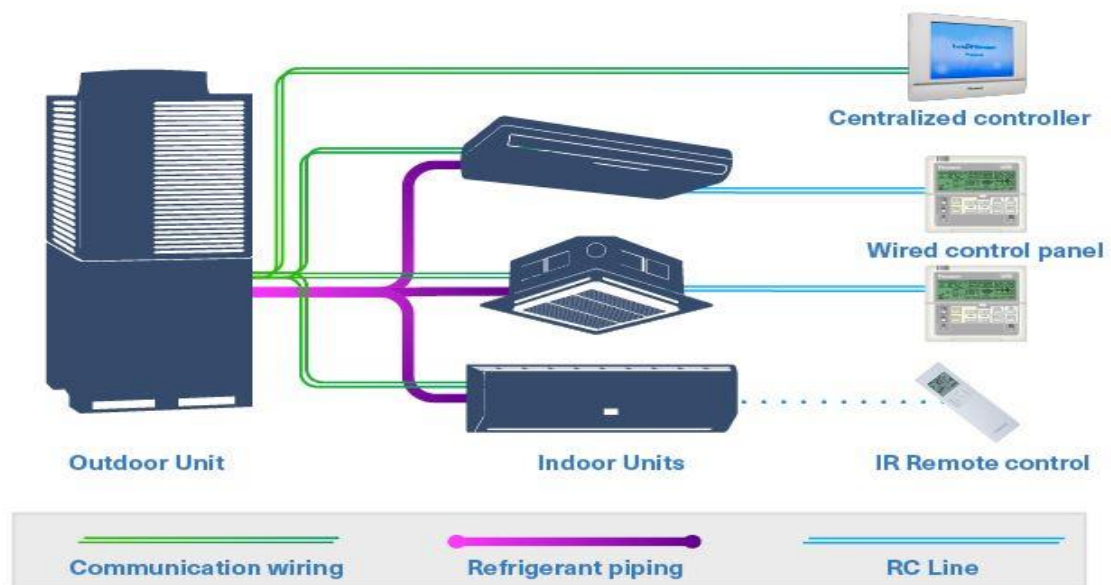 Centralized controller
Wired control panel
Outdoor Unit
Indoor Units
IR Remote control
Communication wiring
Refrigerant piping
RC Line